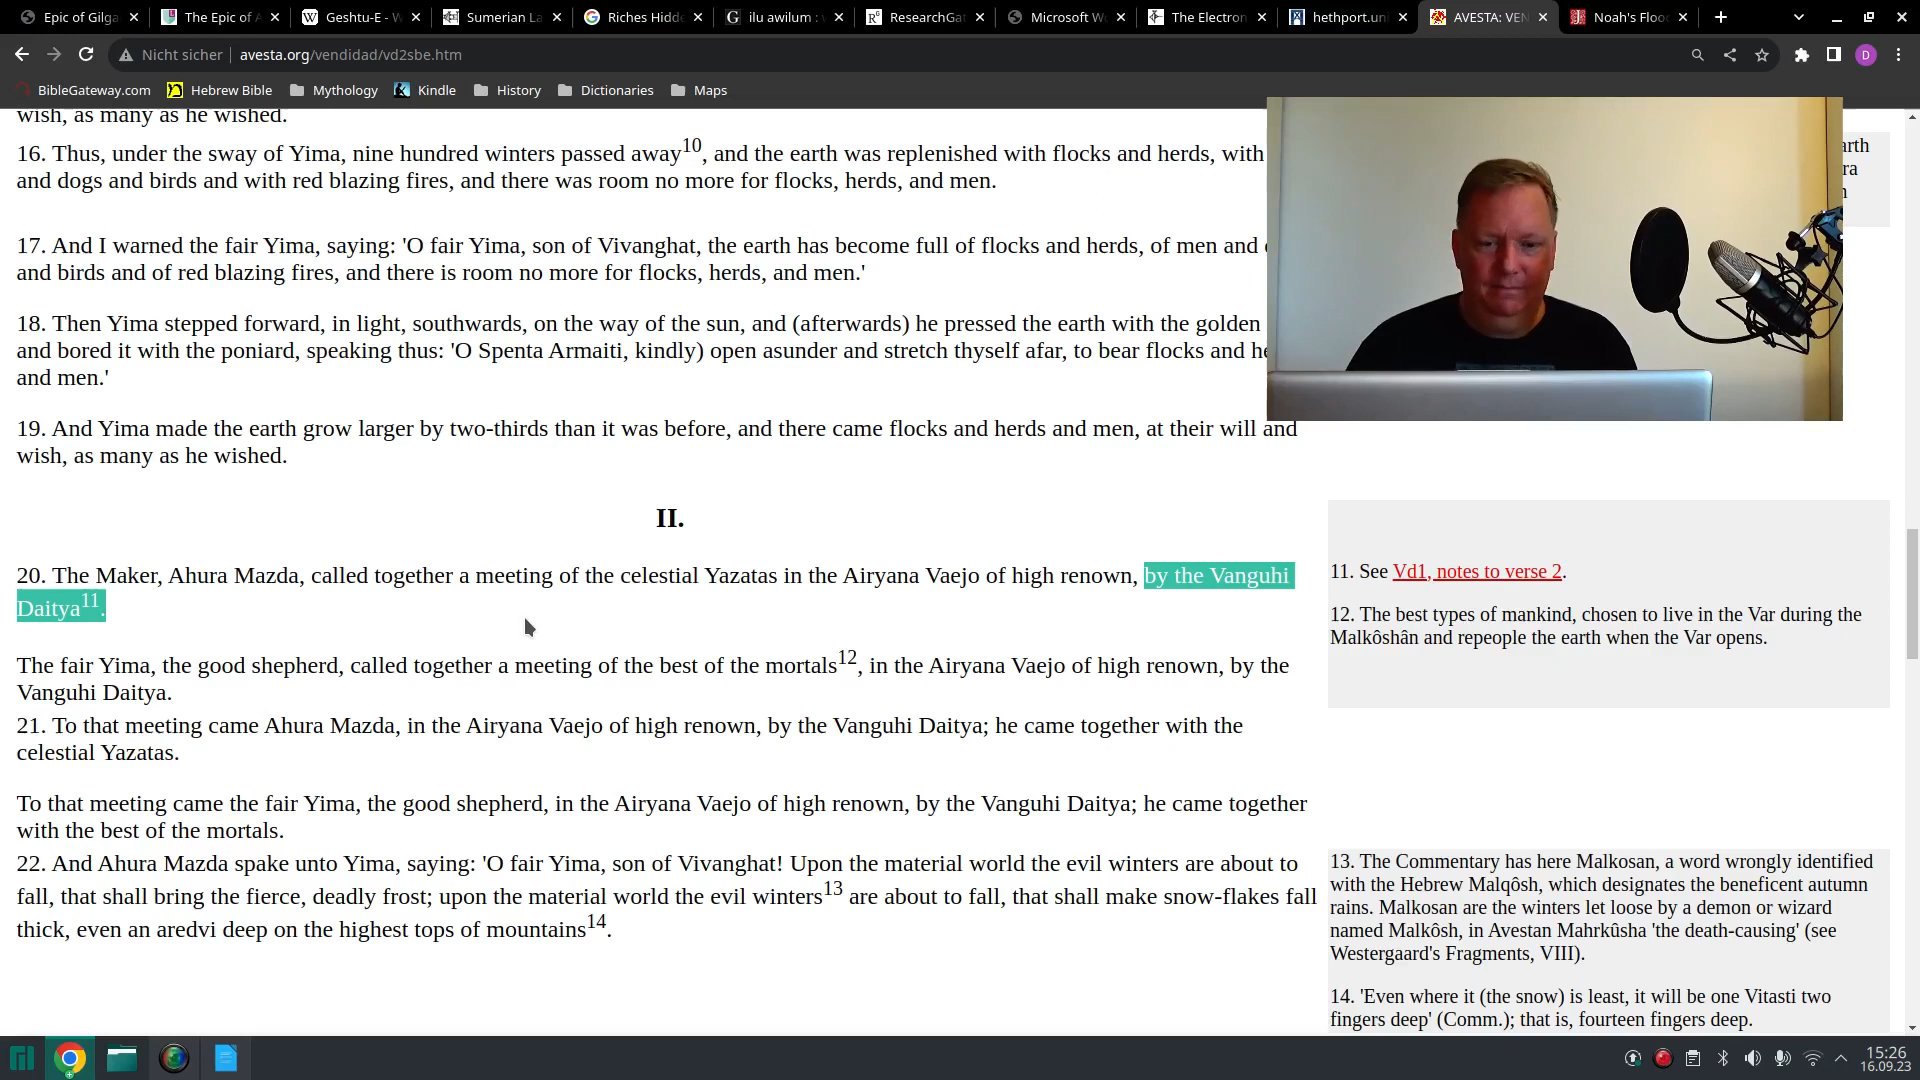 Epic of Gilga
The Epic of A
Geshtu-E - W
Sumerian La
Riches Hidde
ilu awilum : w
ResearchGat
Microsoft Wo
The Electron
hethport.uni
AVESTA: VEN
Noah's Flood
Nicht sicher | avesta.org/vendidad/vd2sbe.htm
D
BibleGateway.com
Hebrew Bible
Mythology
Kindle
History
Dictionaries
Maps
wish, as many as he wished.
16. Thus, under the sway of Yima, nine hundred winters passed away10, and the earth was replenished with flocks and herds, with
and dogs and birds and with red blazing fires, and there was room no more for flocks, herds, and men.
17. And I warned the fair Yima, saying: 'O fair Yima, son of Vivanghat, the earth has become full of flocks and herds, of men and
and birds and of red blazing fires, and there is room no more for flocks, herds, and men.'
18. Then Yima stepped forward, in light, southwards, on the way of the sun, and (afterwards) he pressed the earth with the golden
and bored it with the poniard, speaking thus: 'O Spenta Armaiti, kindly) open asunder and stretch thyself afar, to bear flocks and he
and men.'
19. And Yima made the earth grow larger by two-thirds than it was before, and there came flocks and herds and men, at their will and
wish, as many as he wished.
II.
20. The Maker, Ahura Mazda, called together a meeting of the celestial Yazatas in the Airyana Vaejo of high renown, by the Vanguhi
Daitya11.
The fair Yima, the good shepherd, called together a meeting of the best of the mortals12, in the Airyana Vaejo of high renown, by the
Vanguhi Daitya.
21. To that meeting came Ahura Mazda, in the Airyana Vaejo of high renown, by the Vanguhi Daitya; he came together with the
celestial Yazatas.
To that meeting came the fair Yima, the good shepherd, in the Airyana Vaejo of high renown, by the Vanguhi Daitya; he came together
with the best of the mortals.
22. And Ahura Mazda spake unto Yima, saying: 'O fair Yima, son of Vivanghat! Upon the material world the evil winters are about to
fall, that shall bring the fierce, deadly frost; upon the material world the evil winters13 are about to fall, that shall make snow-flakes fall
thick, even an aredvi deep on the highest tops of mountains14.
arth
ra
11. See Vd1, notes to verse 2.
12. The best types of mankind, chosen to live in the Var during the
Malkôshân and repeople the earth when the Var opens.
13. The Commentary has here Malkosan, a word wrongly identified
with the Hebrew Malqôsh, which designates the beneficent autumn
rains. Malkosan are the winters let loose by a demon or wizard
named Malkôsh, in Avestan Mahrkûsha 'the death-causing' (see
Westergaard's Fragments, VIII).
14. 'Even where it (the snow) is least, it will be one Vitasti two
fingers deep' (Comm.); that is, fourteen fingers deep.
15:26
16.09.23